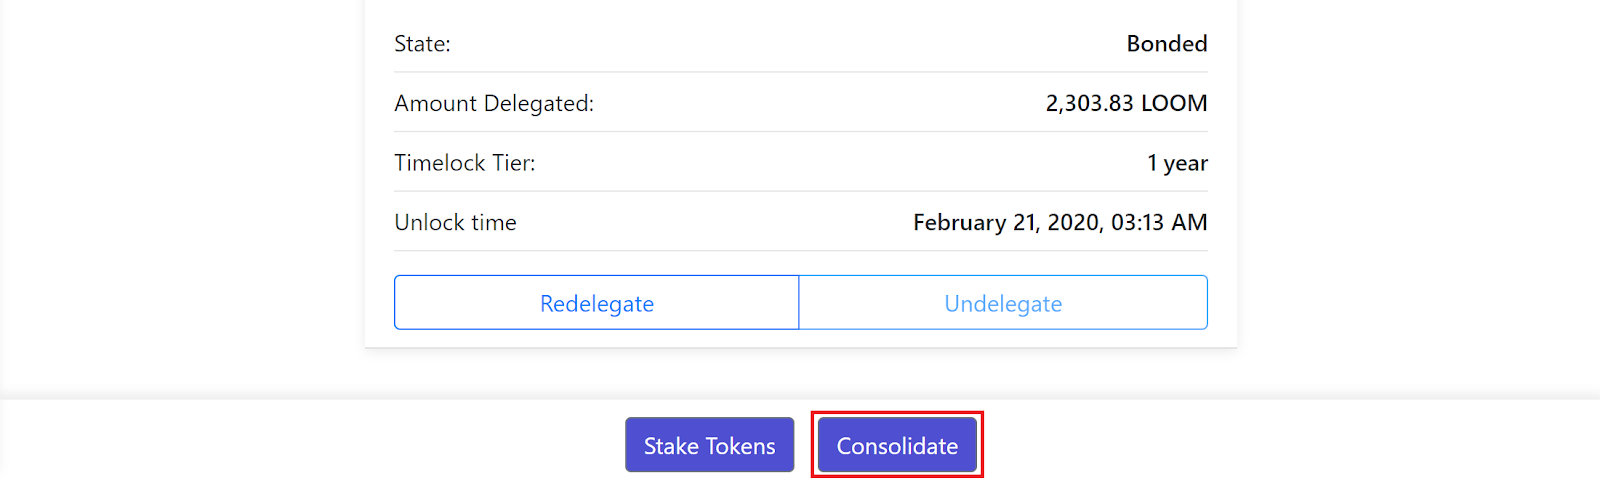 State: Bonded
Amount Delegated: 2,303.83 LOOM
Timelock Tier: 1 year
Unlock time February 21, 2020, 03:13 AM
Redelegate Undelegate
Stake Tokens Consolidate